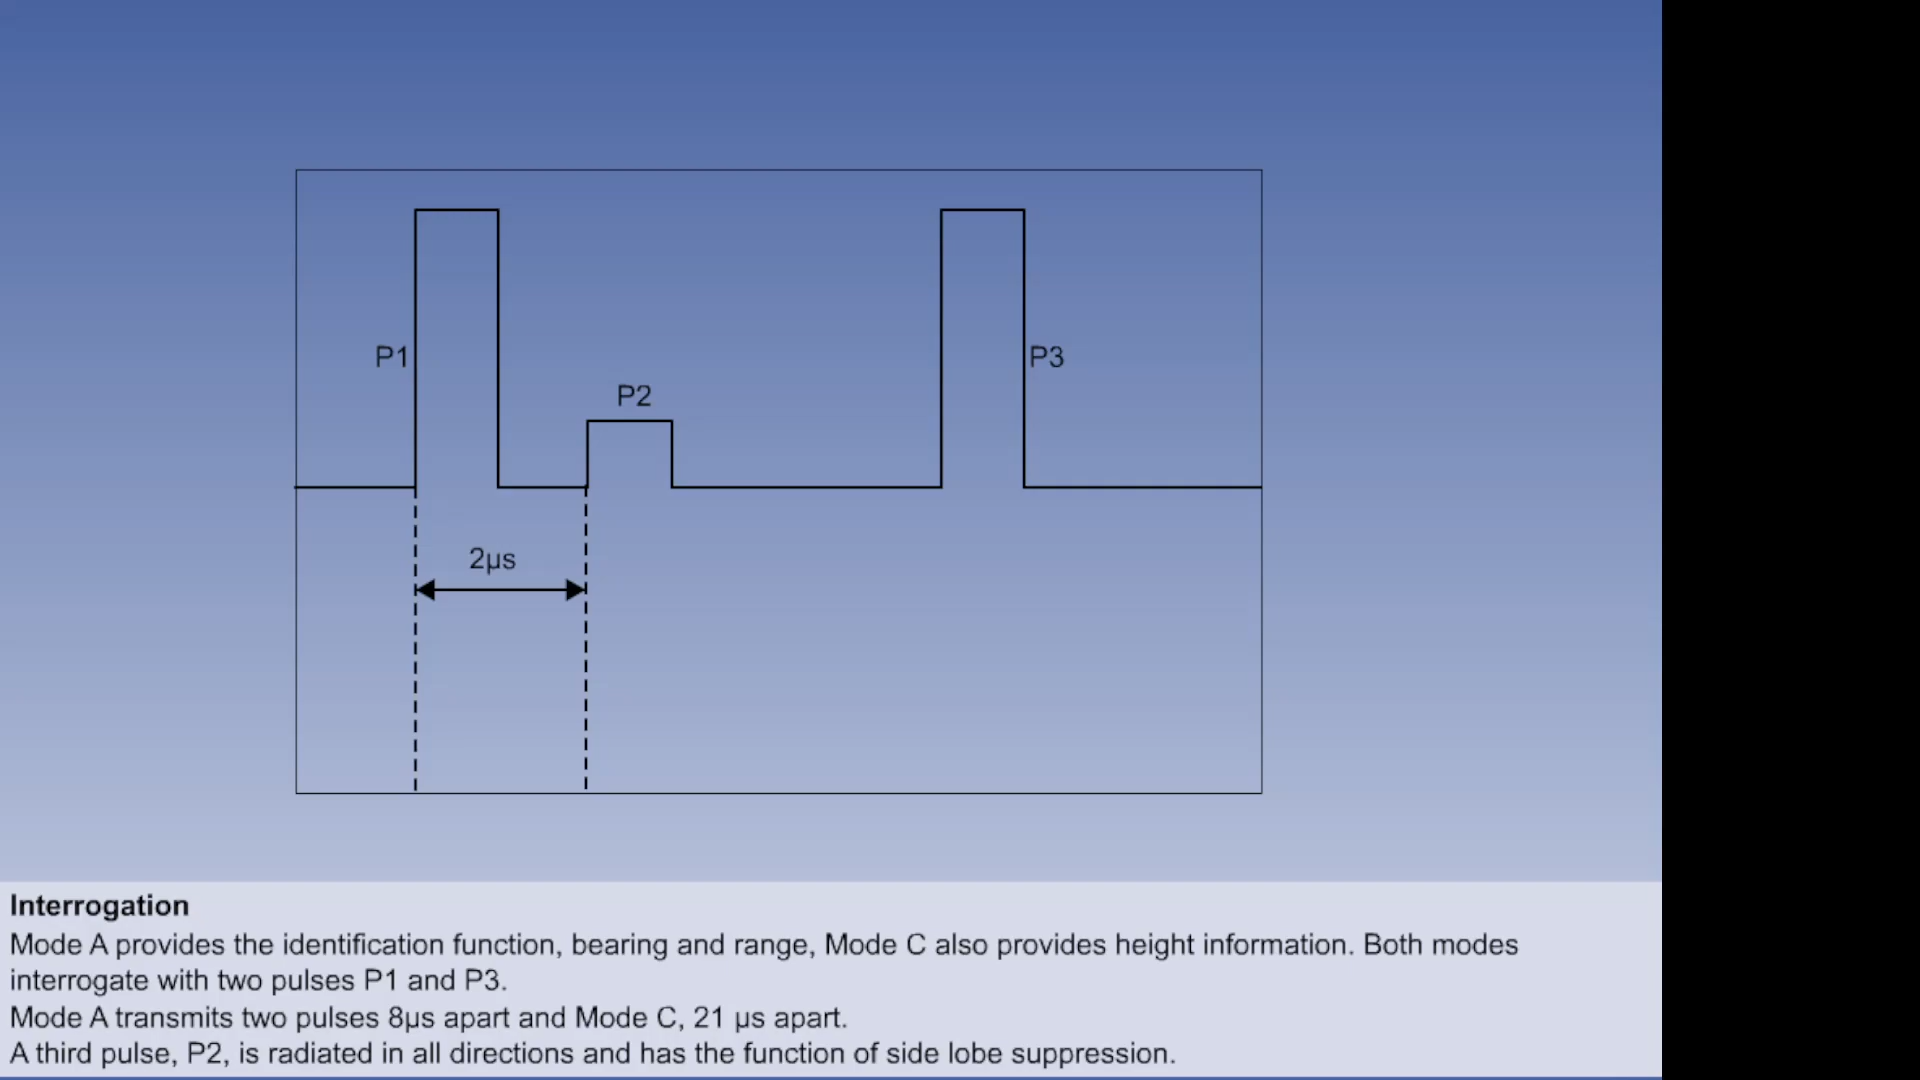 P1
P3
P2
2µs
Interrogation
Mode A provides the identification function, bearing and range, Mode C also provides height information. Both modes
interrogate with two pulses P1 and P3.
Mode A transmits two pulses 8µs apart and Mode C, 21 µs apart.
A third pulse, P2, is radiated in all directions and has the function of side lobe suppression.